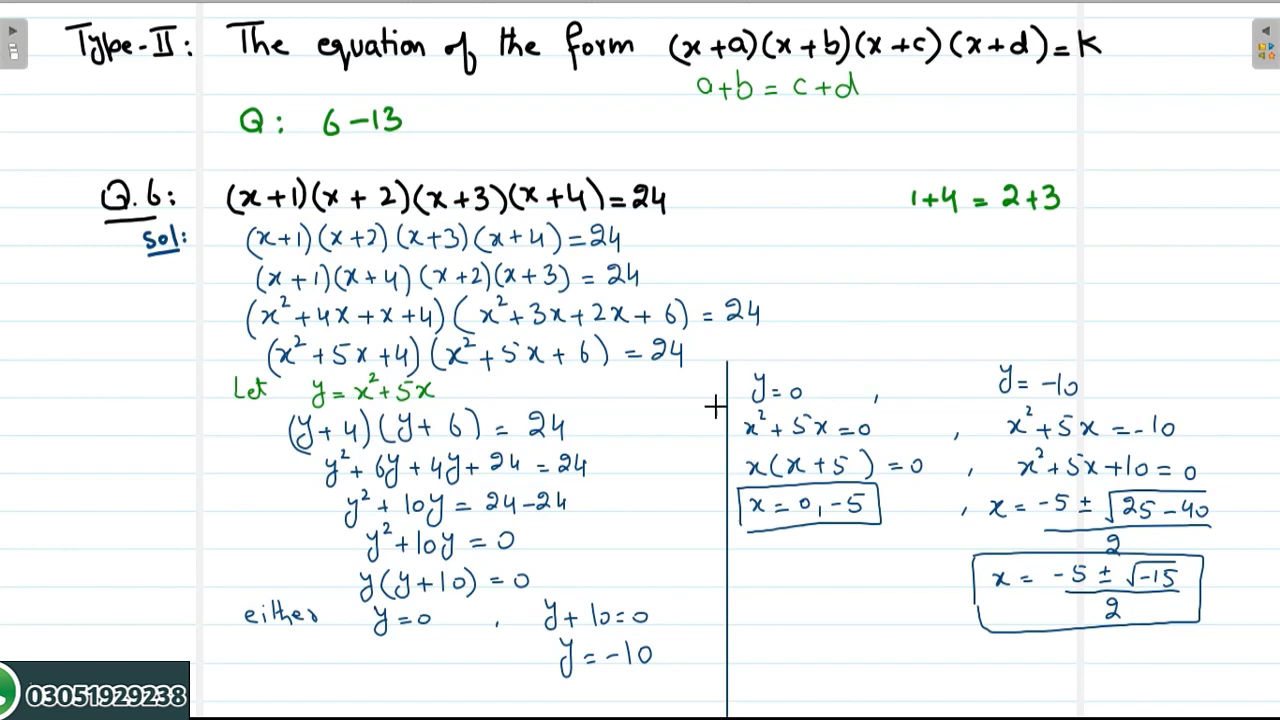 Type-II: The equation of the form (x+a)(x+b)(x+c)(x+d)=K
a+b = c+d
Q: 6-13
Q.6: (x+1)(x+2)(x+3)(x+4)=24
1+4 = 2+3
Sol: (x+1)(x+2)(x+3)(x+4)=24
(x+1)(x+4)(x+2)(x+3) = 24
(x²+4x+x+4)(x²+3x+2x+6) = 24
(x²+5x+4)(x²+5x+6) = 24
Let y = x²+5x
(y+4)(y+6) = 24
y²+6y+4y+24 = 24
y²+10y = 24-24
y²+10y = 0
y(y+10) = 0
either y=0 , y+10=0
y = -10
y=0 , y= -10
x²+5x=0 , x²+5x=-10
x(x+5)=0 , x²+5x+10=0
x = 0, -5 , x = (-5 ± √(25-40))/2
x = (-5 ± √(-15))/2
03051929238